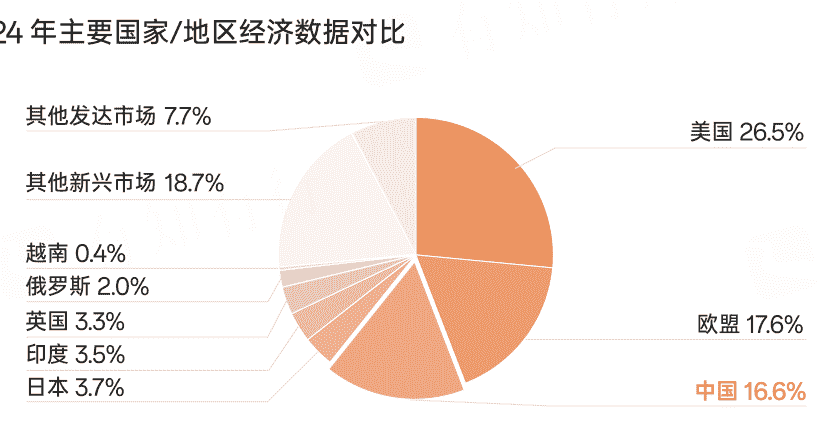 24 年主要国家/地区经济数据对比
其他发达市场 7.7%
美国 26.5%
其他新兴市场 18.7%
越南 0.4%
俄罗斯 2.0%
英国 3.3%
欧盟 17.6%
印度 3.5%
日本 3.7%
中国 16.6%